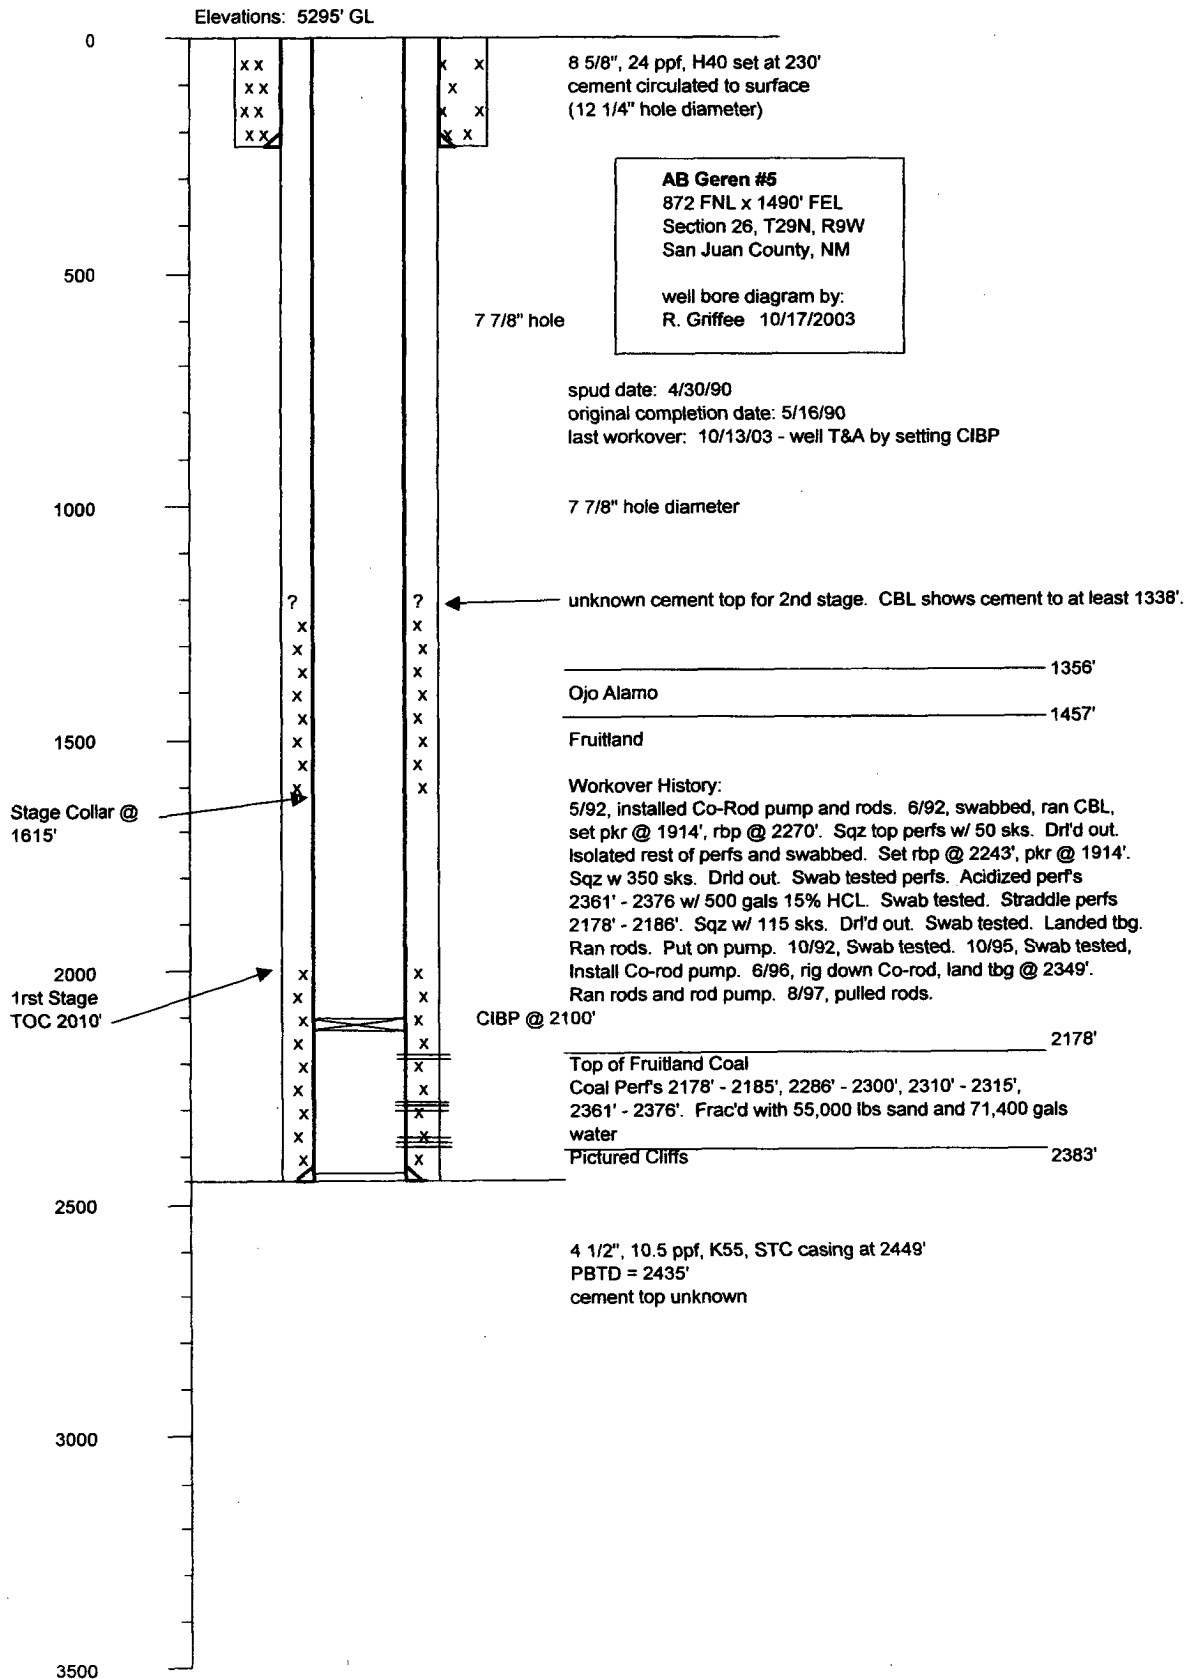 Elevations: 5295' GL
0
8 5/8", 24 ppf, H40 set at 230'
cement circulated to surface
(12 1/4" hole diameter)
x x
x x
x x
x x
x x
x
x x
x x
AB Geren #5
872 FNL x 1490' FEL
Section 26, T29N, R9W
San Juan County, NM
well bore diagram by:
R. Griffee 10/17/2003
500
7 7/8" hole
spud date: 4/30/90
original completion date: 5/16/90
last workover: 10/13/03 - well T&A by setting CIBP
1000
7 7/8" hole diameter
? ?
unknown cement top for 2nd stage. CBL shows cement to at least 1338'.
x x
x x
x x
x x
x x
x x
x x
x x
1356'
Ojo Alamo
1457'
1500
Fruitland
Stage Collar @
1615'
Workover History:
5/92, installed Co-Rod pump and rods. 6/92, swabbed, ran CBL,
set pkr @ 1914', rbp @ 2270'. Sqz top perfs w/ 50 sks. Drl'd out.
Isolated rest of perfs and swabbed. Set rbp @ 2243', pkr @ 1914'.
Sqz w 350 sks. Drld out. Swab tested perfs. Acidized perf's
2361' - 2376 w/ 500 gals 15% HCL. Swab tested. Straddle perfs
2178' - 2186'. Sqz w/ 115 sks. Drl'd out. Swab tested. Landed tbg.
Ran rods. Put on pump. 10/92, Swab tested. 10/95, Swab tested,
Install Co-rod pump. 6/96, rig down Co-rod, land tbg @ 2349'.
Ran rods and rod pump. 8/97, pulled rods.
2000
1rst Stage
TOC 2010'
x x
x x
x x
x x
x x
x x
x x
x x
x x
CIBP @ 2100'
2178'
Top of Fruitland Coal
Coal Perf's 2178' - 2185', 2286' - 2300', 2310' - 2315',
2361' - 2376'. Frac'd with 55,000 lbs sand and 71,400 gals
water
Pictured Cliffs
2383'
2500
4 1/2", 10.5 ppf, K55, STC casing at 2449'
PBTD = 2435'
cement top unknown
3000
3500